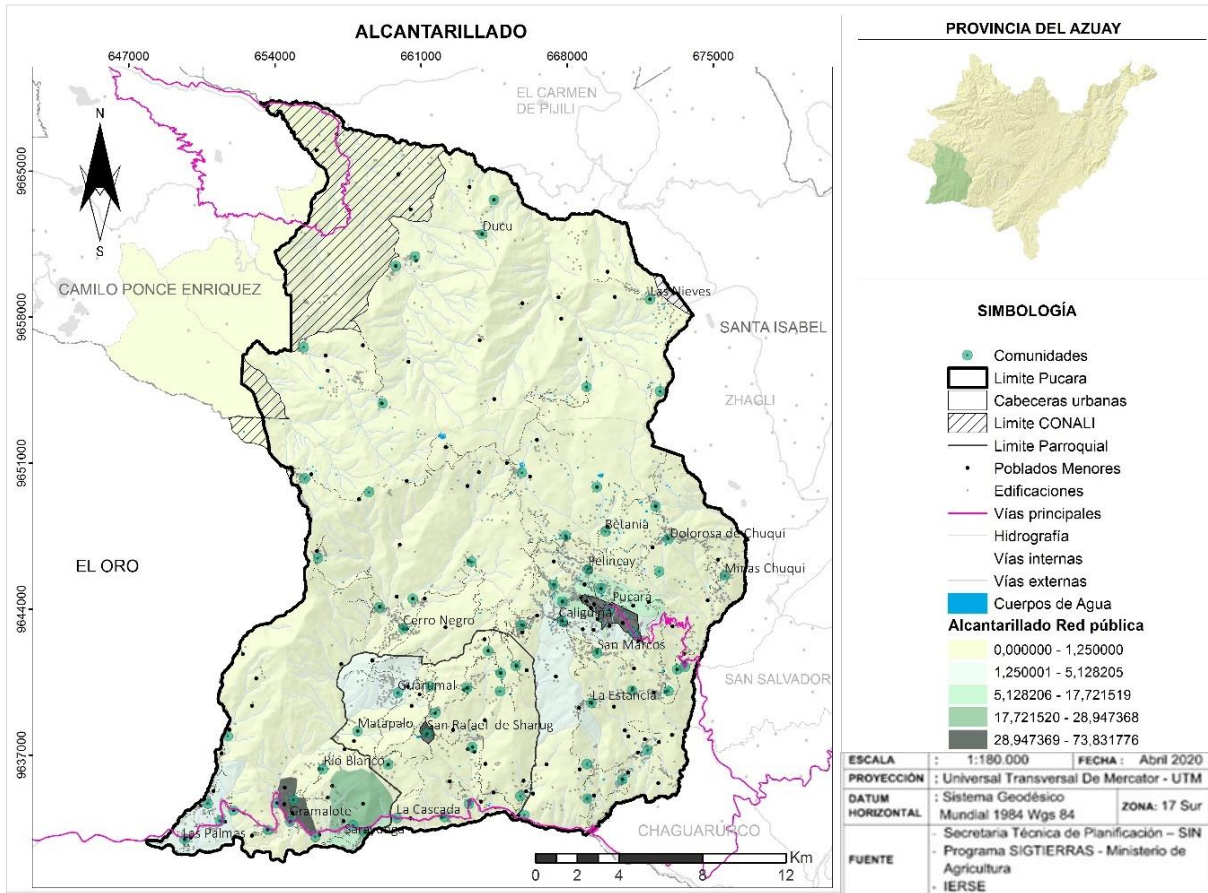 ALCANTARILLADO
647000
654000
661000
668000
675000
9665000
9658000
9651000
9644000
9637000
N
S
EL CARMEN
DE PIJILI
Ducu
CAMILO PONCE ENRIQUEZ
Las Nieves
SANTA ISABEL
ZHAGLI
EL ORO
Betania
Dolorosa de Chuqui
Pelincay
Minas Chuqui
Pucará
Caliguiña
Cerro Negro
San Marcos
SAN SALVADOR
Guarumal
La Estancia
Matapalo
San Rafael de Sharug
Rio Blanco
Gramalote
La Cascada
Las Palmas
Sarayunga
CHAGUARURCO
0 2 4 8 12
Km
PROVINCIA DEL AZUAY
SIMBOLOGÍA
Comunidades
Limite Pucara
Cabeceras urbanas
Limite CONALI
Limite Parroquial
Poblados Menores
Edificaciones
Vías principales
Hidrografía
Vías internas
Vías externas
Cuerpos de Agua
Alcantarillado Red pública
0,000000 - 1,250000
1,250001 - 5,128205
5,128206 - 17,721519
17,721520 - 28,947368
28,947369 - 73,831776
ESCALA : 1:180.000 FECHA : Abril 2020
PROYECCIÓN : Universal Transversal De Mercator - UTM
DATUM HORIZONTAL : Sistema Geodésico Mundial 1984 Wgs 84 ZONA: 17 Sur
FUENTE
- Secretaria Técnica de Planificación – SIN
- Programa SIGTIERRAS - Ministerio de
Agricultura
- IERSE